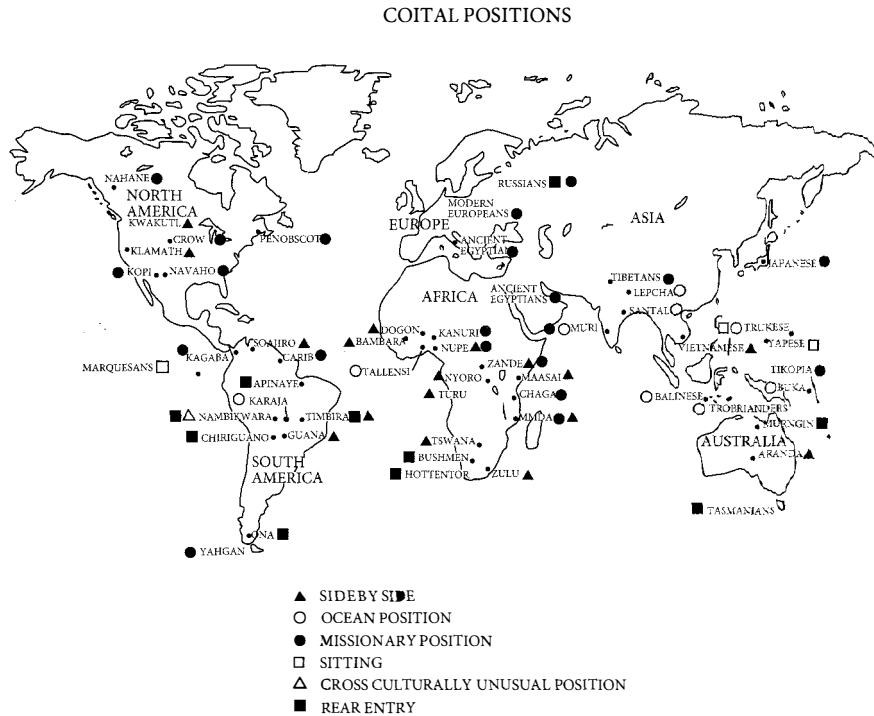 COITAL POSITIONS
NAHANE
NORTH
AMERICA
KWAKUTL
CROW
PENOBSCOT
KLAMATH
KOPI
NAVAHO
RUSSIANS
MODERN
EUROPEANS
EUROPE
ASIA
ANCIENT
EGYPTIAN
TIBETANS
JAPANESE
LEPCHA
AFRICA
ANCIENT
EGYPTIANS
SANTAL
SOAJIRO
DOGON
KANURI
MURI
TRUKESE
BAMBARA
KAGABA
CARIB
NUPE
VIETNAMESE
YAPESE
MARQUESANS
TALLENSI
ZANDE
TIKOPIA
APINAYE
NYORO
MAASAI
BUKA
KARAJA
TURU
CHAGA
BALINESE
TROBRIANDERS
NAMBIKWARA
TIMBIRA
MMDA
MURNGIN
CHIRIGUANO
GUANA
TSWANA
AUSTRALIA
BUSHMEN
ARANDA
SOUTH
AMERICA
HOTTENTOR
ZULU
TASMANIANS
ONA
YAHGAN
SIDEBY SIDE
OCEAN POSITION
MISSIONARY POSITION
SITTING
CROSS CULTURALLY UNUSUAL POSITION
REAR ENTRY